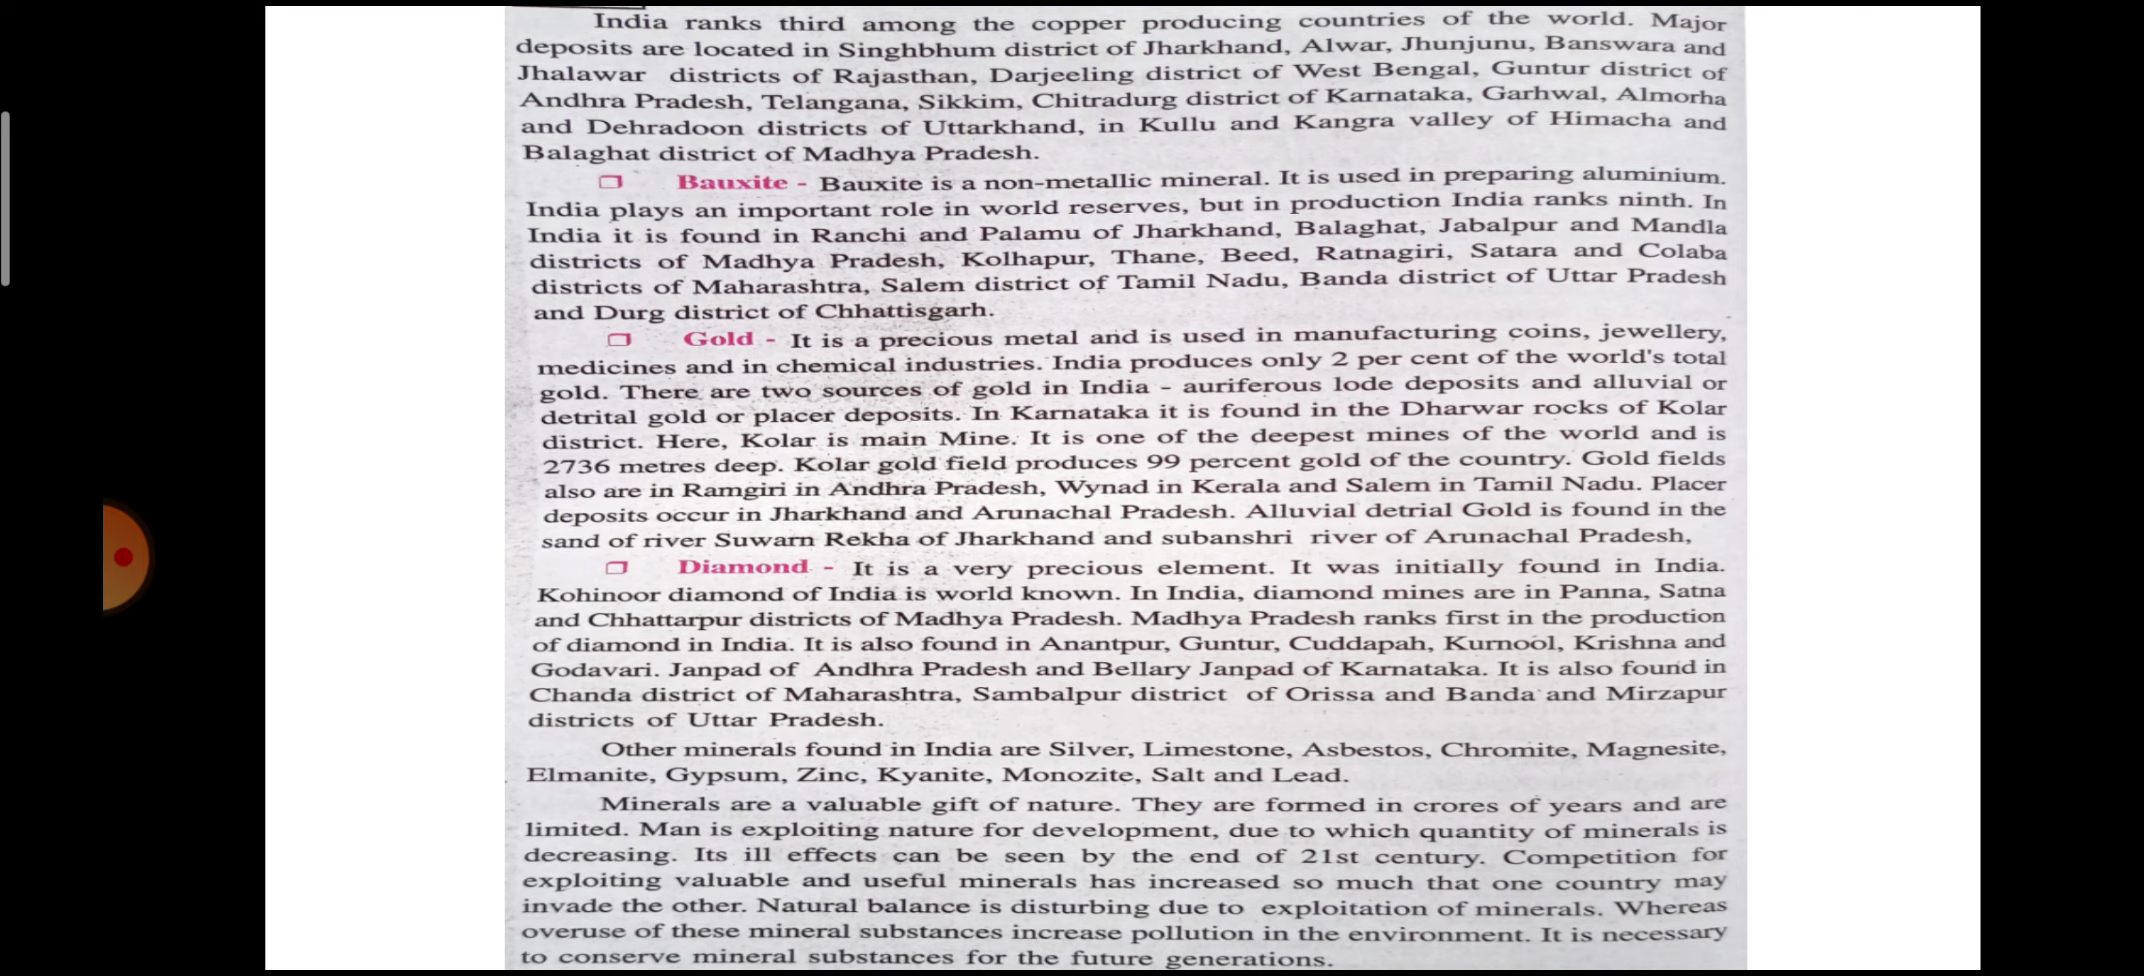 India ranks third among the copper producing countries of the world. Major
deposits are located in Singhbhum district of Jharkhand, Alwar, Jhunjunu, Banswara and
Jhalawar districts of Rajasthan, Darjeeling district of West Bengal, Guntur district of
Andhra Pradesh, Telangana, Sikkim, Chitradurg district of Karnataka, Garhwal, Almorha
and Dehradoon districts of Uttarkhand, in Kullu and Kangra valley of Himacha and
Balaghat district of Madhya Pradesh.
❒ Bauxite - Bauxite is a non-metallic mineral. It is used in preparing aluminium.
India plays an important role in world reserves, but in production India ranks ninth. In
India it is found in Ranchi and Palamu of Jharkhand, Balaghat, Jabalpur and Mandla
districts of Madhya Pradesh, Kolhapur, Thane, Beed, Ratnagiri, Satara and Colaba
districts of Maharashtra, Salem district of Tamil Nadu, Banda district of Uttar Pradesh
and Durg district of Chhattisgarh.
❒ Gold - It is a precious metal and is used in manufacturing coins, jewellery,
medicines and in chemical industries. India produces only 2 per cent of the world's total
gold. There are two sources of gold in India - auriferous lode deposits and alluvial or
detrital gold or placer deposits. In Karnataka it is found in the Dharwar rocks of Kolar
district. Here, Kolar is main Mine. It is one of the deepest mines of the world and is
2736 metres deep. Kolar gold field produces 99 percent gold of the country. Gold fields
also are in Ramgiri in Andhra Pradesh, Wynad in Kerala and Salem in Tamil Nadu. Placer
deposits occur in Jharkhand and Arunachal Pradesh. Alluvial detrial Gold is found in the
sand of river Suwarn Rekha of Jharkhand and subanshri river of Arunachal Pradesh,
❒ Diamond - It is a very precious element. It was initially found in India.
Kohinoor diamond of India is world known. In India, diamond mines are in Panna, Satna
and Chhattarpur districts of Madhya Pradesh. Madhya Pradesh ranks first in the production
of diamond in India. It is also found in Anantpur, Guntur, Cuddapah, Kurnool, Krishna and
Godavari. Janpad of Andhra Pradesh and Bellary Janpad of Karnataka. It is also found in
Chanda district of Maharashtra, Sambalpur district of Orissa and Banda and Mirzapur
districts of Uttar Pradesh.
Other minerals found in India are Silver, Limestone, Asbestos, Chromite, Magnesite,
Elmanite, Gypsum, Zinc, Kyanite, Monozite, Salt and Lead.
Minerals are a valuable gift of nature. They are formed in crores of years and are
limited. Man is exploiting nature for development, due to which quantity of minerals is
decreasing. Its ill effects can be seen by the end of 21st century. Competition for
exploiting valuable and useful minerals has increased so much that one country may
invade the other. Natural balance is disturbing due to exploitation of minerals. Whereas
overuse of these mineral substances increase pollution in the environment. It is necessary
to conserve mineral substances for the future generations.